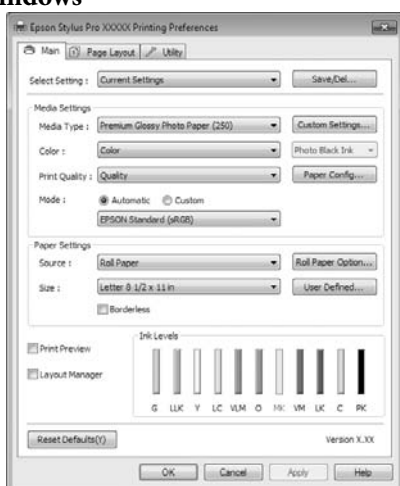 Epson Stylus Pro XXXXX Printing Preferences
Main Page Layout Utility
Select Setting : Current Settings Save/Del...
Media Settings
Media Type : Premium Glossy Photo Paper (250) Custom Settings...
Color : Color Photo Black Ink
Print Quality : Quality Paper Config...
Mode : Automatic Custom
EPSON Standard (sRGB)
Paper Settings
Source : Roll Paper Roll Paper Option...
Size : Letter 8 1/2 x 11 in User Defined...
Borderless
Print Preview
Layout Manager
Ink Levels
G LLK Y LC VLM O MK VM LK C PK
Reset Defaults(Y) Version X.XX
OK Cancel Apply Help